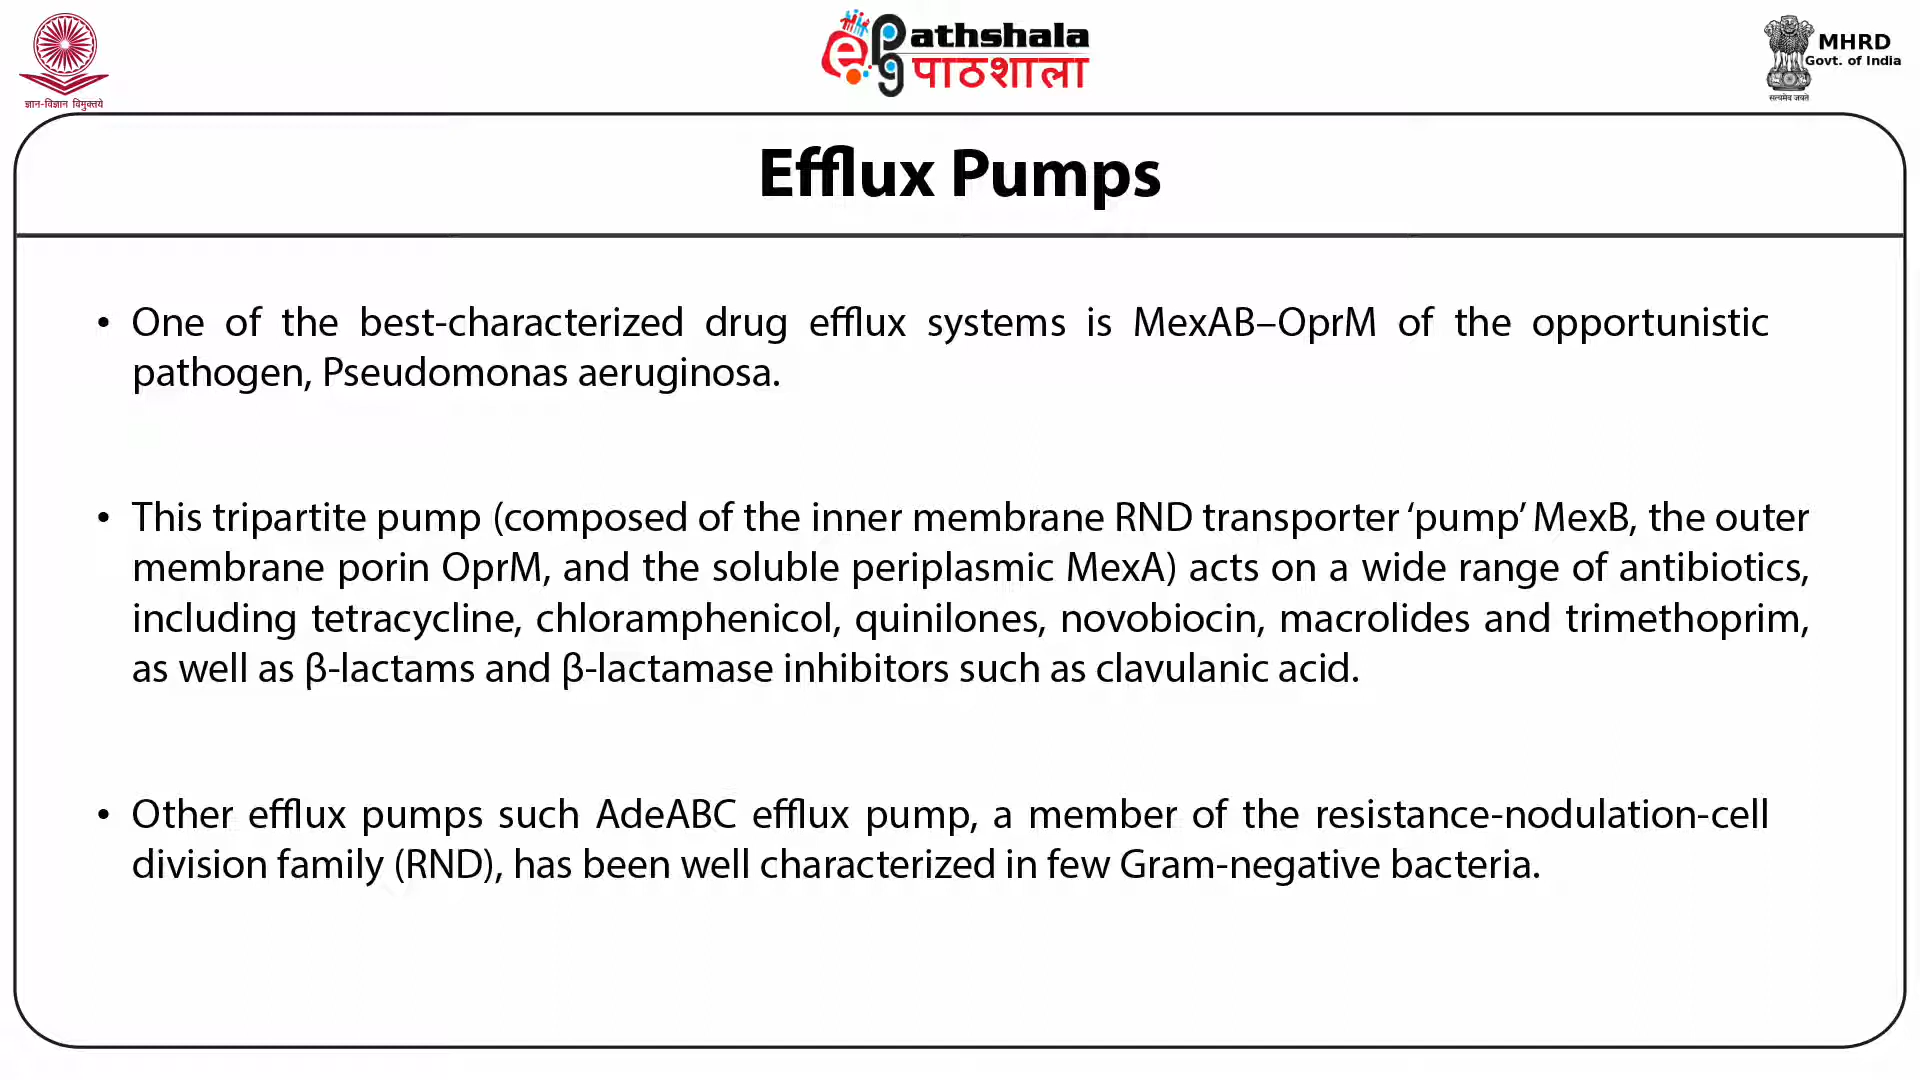 ज्ञान-विज्ञान विमुक्तये
ePathshala
पाठशाला
MHRD
Govt. of India
सत्यमेव जयते
Efflux Pumps
• One of the best-characterized drug efflux systems is MexAB–OprM of the opportunistic
pathogen, Pseudomonas aeruginosa.
• This tripartite pump (composed of the inner membrane RND transporter ‘pump’ MexB, the outer
membrane porin OprM, and the soluble periplasmic MexA) acts on a wide range of antibiotics,
including tetracycline, chloramphenicol, quinilones, novobiocin, macrolides and trimethoprim,
as well as β-lactams and β-lactamase inhibitors such as clavulanic acid.
• Other efflux pumps such AdeABC efflux pump, a member of the resistance-nodulation-cell
division family (RND), has been well characterized in few Gram-negative bacteria.